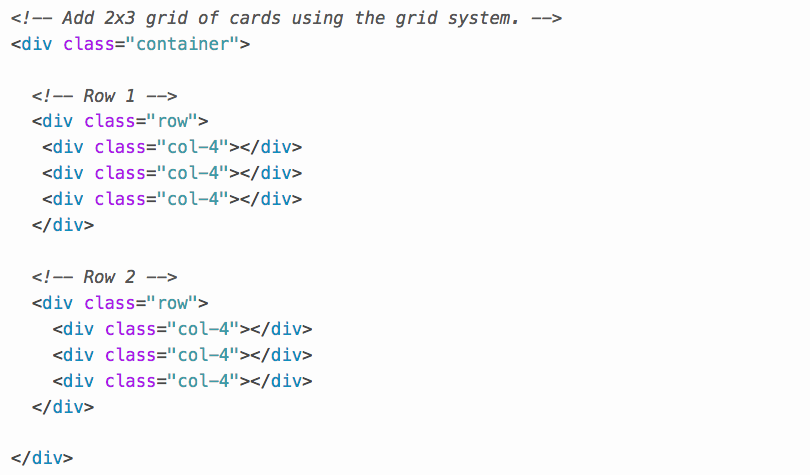 <!-- Add 2x3 grid of cards using the grid system. -->
<div class="container">

  <!-- Row 1 -->
  <div class="row">
   <div class="col-4"></div>
   <div class="col-4"></div>
   <div class="col-4"></div>
  </div>

  <!-- Row 2 -->
  <div class="row">
    <div class="col-4"></div>
    <div class="col-4"></div>
    <div class="col-4"></div>
  </div>

</div>